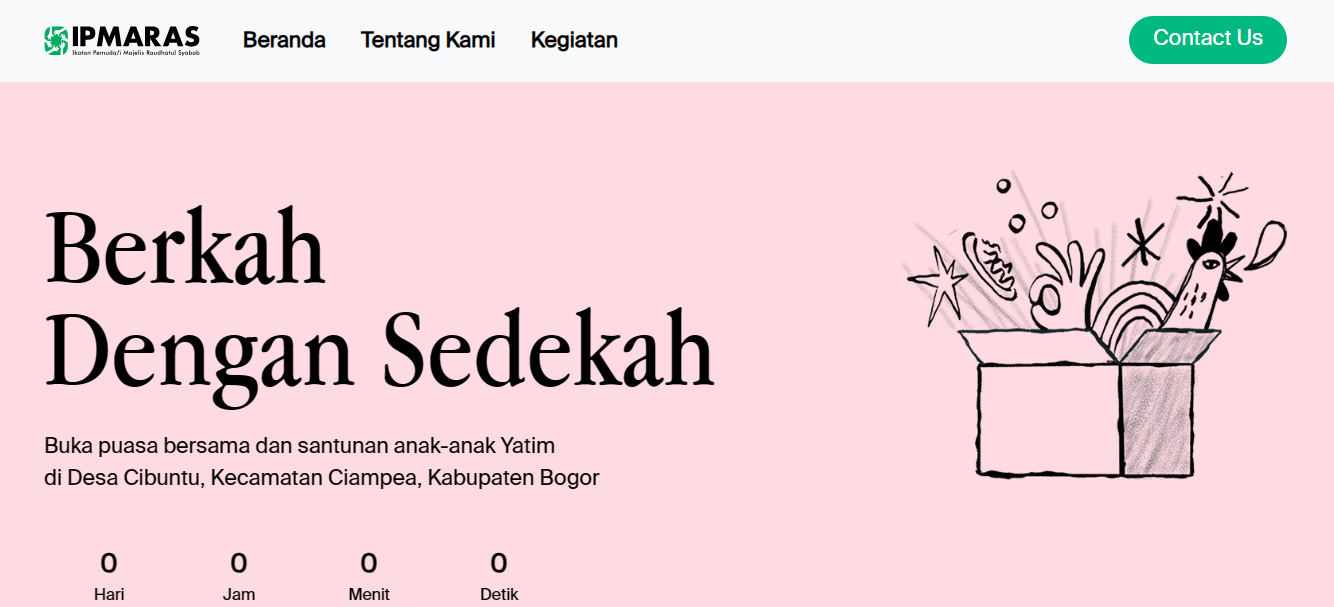 IPMARAS
Ikatan Pemuda/i Majelis Raudhatul Syabab
Beranda
Tentang Kami
Kegiatan
Contact Us
Berkah
Dengan Sedekah
Buka puasa bersama dan santunan anak-anak Yatim
di Desa Cibuntu, Kecamatan Ciampea, Kabupaten Bogor
0
Hari
0
Jam
0
Menit
0
Detik